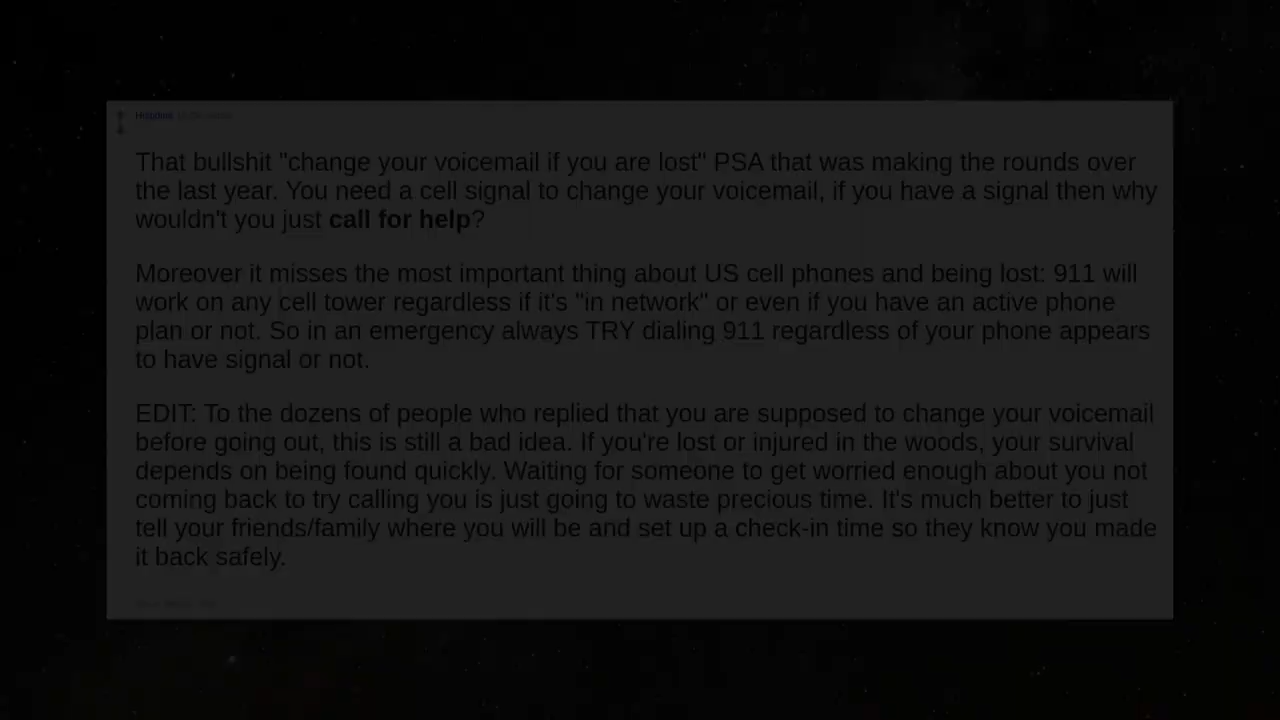 That bullshit "change your voicemail if you are lost" PSA that was making the rounds over
the last year. You need a cell signal to change your voicemail, if you have a signal then why
wouldn't you just call for help?
Moreover it misses the most important thing about US cell phones and being lost: 911 will
work on any cell tower regardless if it's "in network" or even if you have an active phone
plan or not. So in an emergency always TRY dialing 911 regardless of your phone appears
to have signal or not.
EDIT: To the dozens of people who replied that you are supposed to change your voicemail
before going out, this is still a bad idea. If you're lost or injured in the woods, your survival
depends on being found quickly. Waiting for someone to get worried enough about you not
coming back to try calling you is just going to waste precious time. It's much better to just
tell your friends/family where you will be and set up a check-in time so they know you made
it back safely.